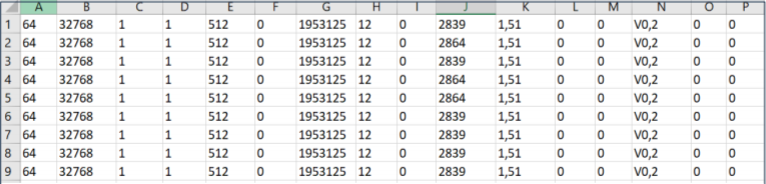 A B C D E F G H I J K L M N O P
1 64 32768 1 1 512 0 1953125 12 0 2839 1,51 0 0 V0,2 0 0
2 64 32768 1 1 512 0 1953125 12 0 2864 1,51 0 0 V0,2 0 0
3 64 32768 1 1 512 0 1953125 12 0 2839 1,51 0 0 V0,2 0 0
4 64 32768 1 1 512 0 1953125 12 0 2864 1,51 0 0 V0,2 0 0
5 64 32768 1 1 512 0 1953125 12 0 2864 1,51 0 0 V0,2 0 0
6 64 32768 1 1 512 0 1953125 12 0 2839 1,51 0 0 V0,2 0 0
7 64 32768 1 1 512 0 1953125 12 0 2839 1,51 0 0 V0,2 0 0
8 64 32768 1 1 512 0 1953125 12 0 2839 1,51 0 0 V0,2 0 0
9 64 32768 1 1 512 0 1953125 12 0 2839 1,51 0 0 V0,2 0 0